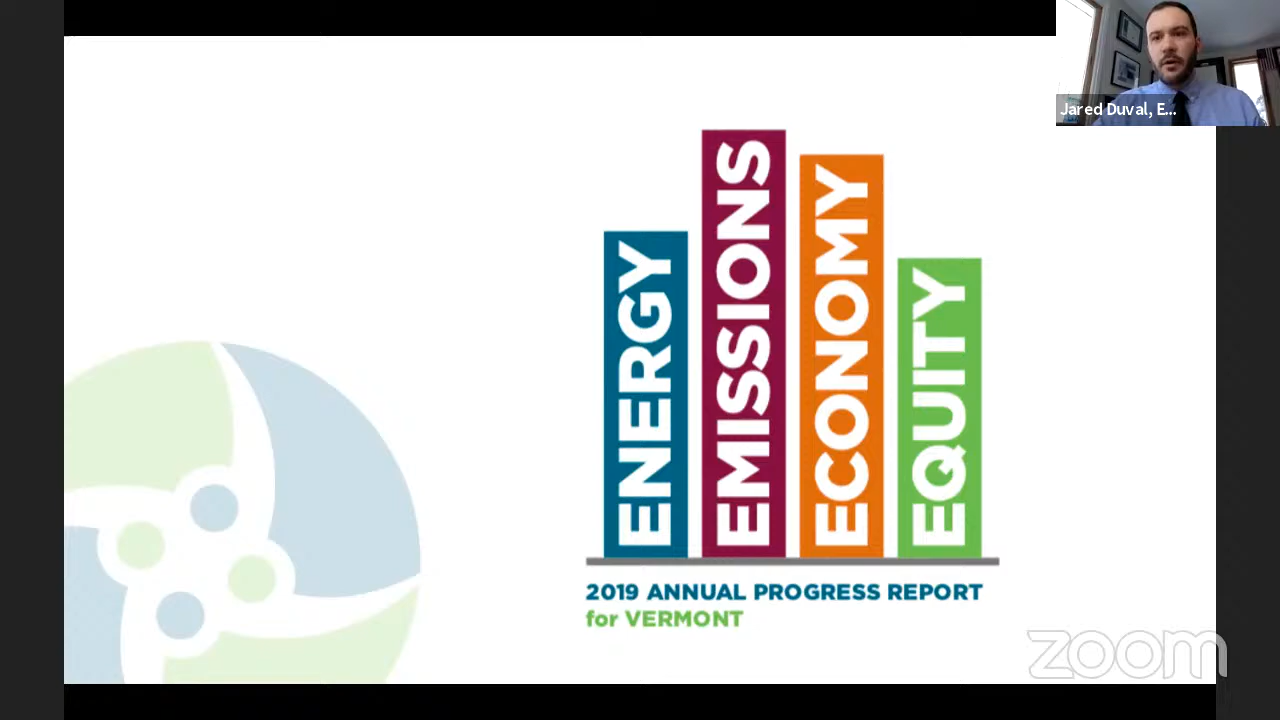 Jared Duval, E...
ENERGY
EMISSIONS
ECONOMY
EQUITY
2019 ANNUAL PROGRESS REPORT
for VERMONT
zoom